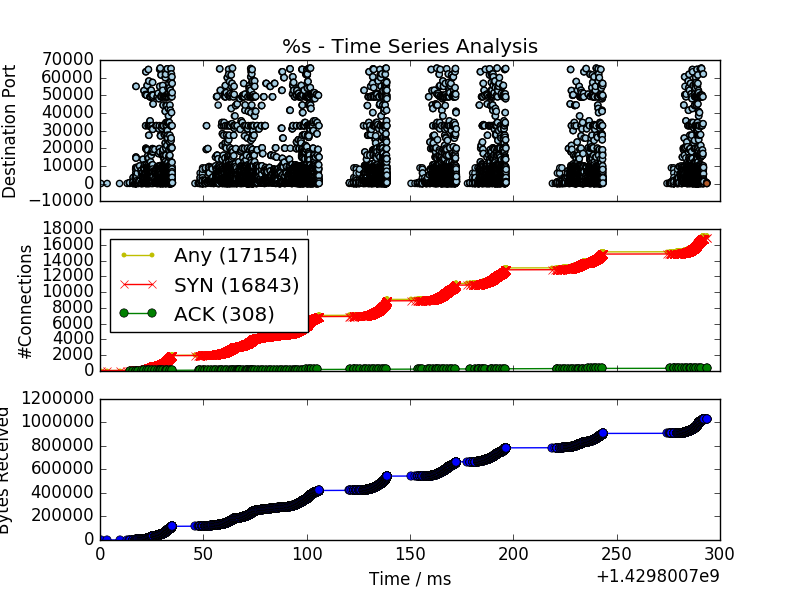 %s - Time Series Analysis
70000
60000
50000
40000
30000
20000
10000
0
−10000
Destination Port
18000
16000
14000
12000
10000
8000
6000
4000
2000
0
#Connections
Any (17154)
SYN (16843)
ACK (308)
1200000
1000000
800000
600000
400000
200000
0
Bytes Received
0 50 100 150 200 250 300
Time / ms
+1.4298007e9